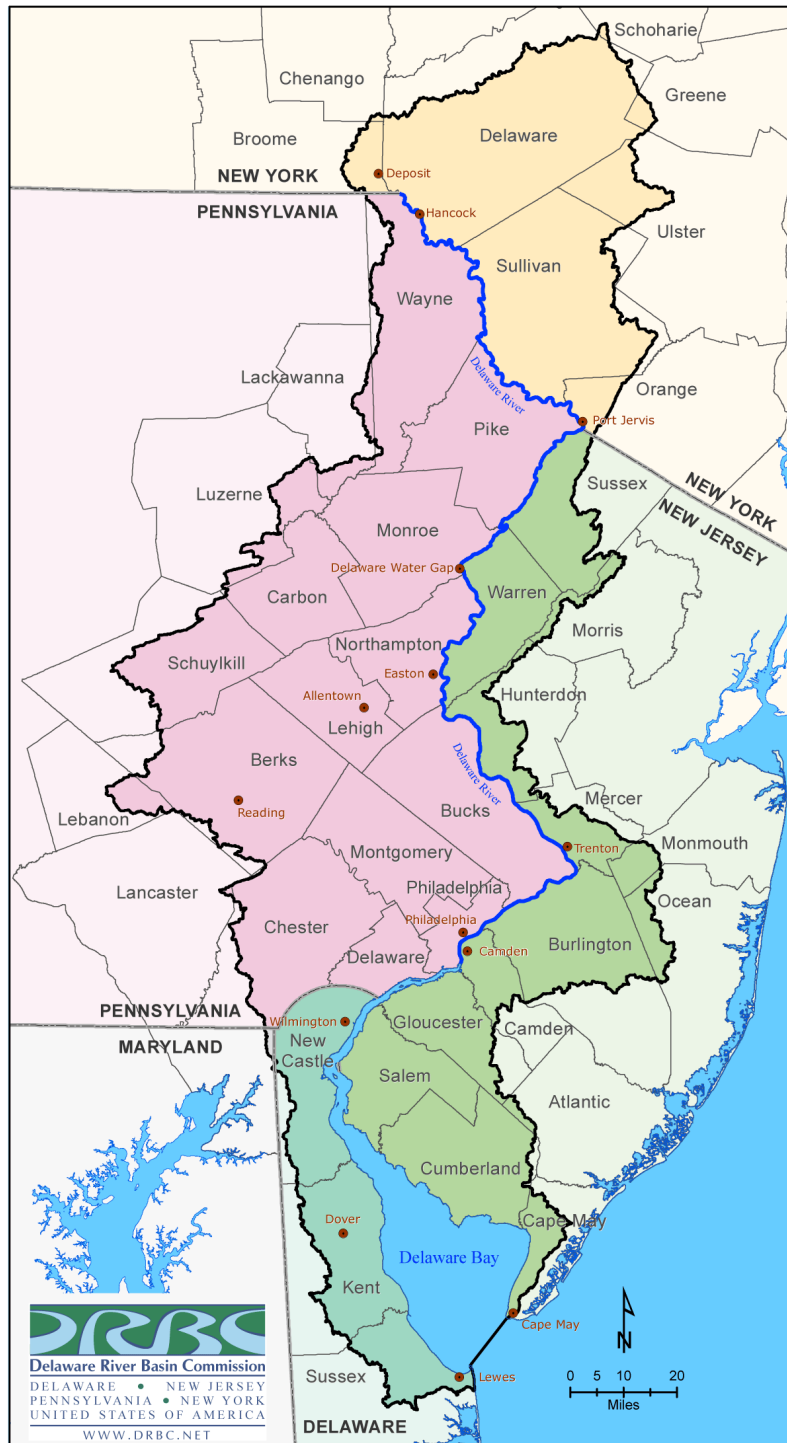 Schoharie
Chenango
Greene
Broome
Delaware
Deposit
NEW YORK
PENNSYLVANIA
Hancock
Ulster
Sullivan
Wayne
Lackawanna
Delaware River
Orange
Port Jervis
Pike
Luzerne
Sussex
NEW YORK
NEW JERSEY
Monroe
Delaware Water Gap
Warren
Carbon
Morris
Northampton
Schuylkill
Easton
Hunterdon
Allentown
Lehigh
Berks
Delaware River
Mercer
Reading
Bucks
Lebanon
Monmouth
Trenton
Montgomery
Philadelphia
Lancaster
Ocean
Chester
Philadelphia
Burlington
Delaware
Camden
PENNSYLVANIA
Wilmington
Gloucester
Camden
MARYLAND
New
Castle
Salem
Atlantic
Cumberland
Dover
Cape May
Delaware Bay
Kent
Cape May
N
DRBC
Delaware River Basin Commission
DELAWARE • NEW JERSEY
PENNSYLVANIA • NEW YORK
UNITED STATES OF AMERICA
WWW.DRBC.NET
Sussex
Lewes
DELAWARE
0 5 10 20
Miles